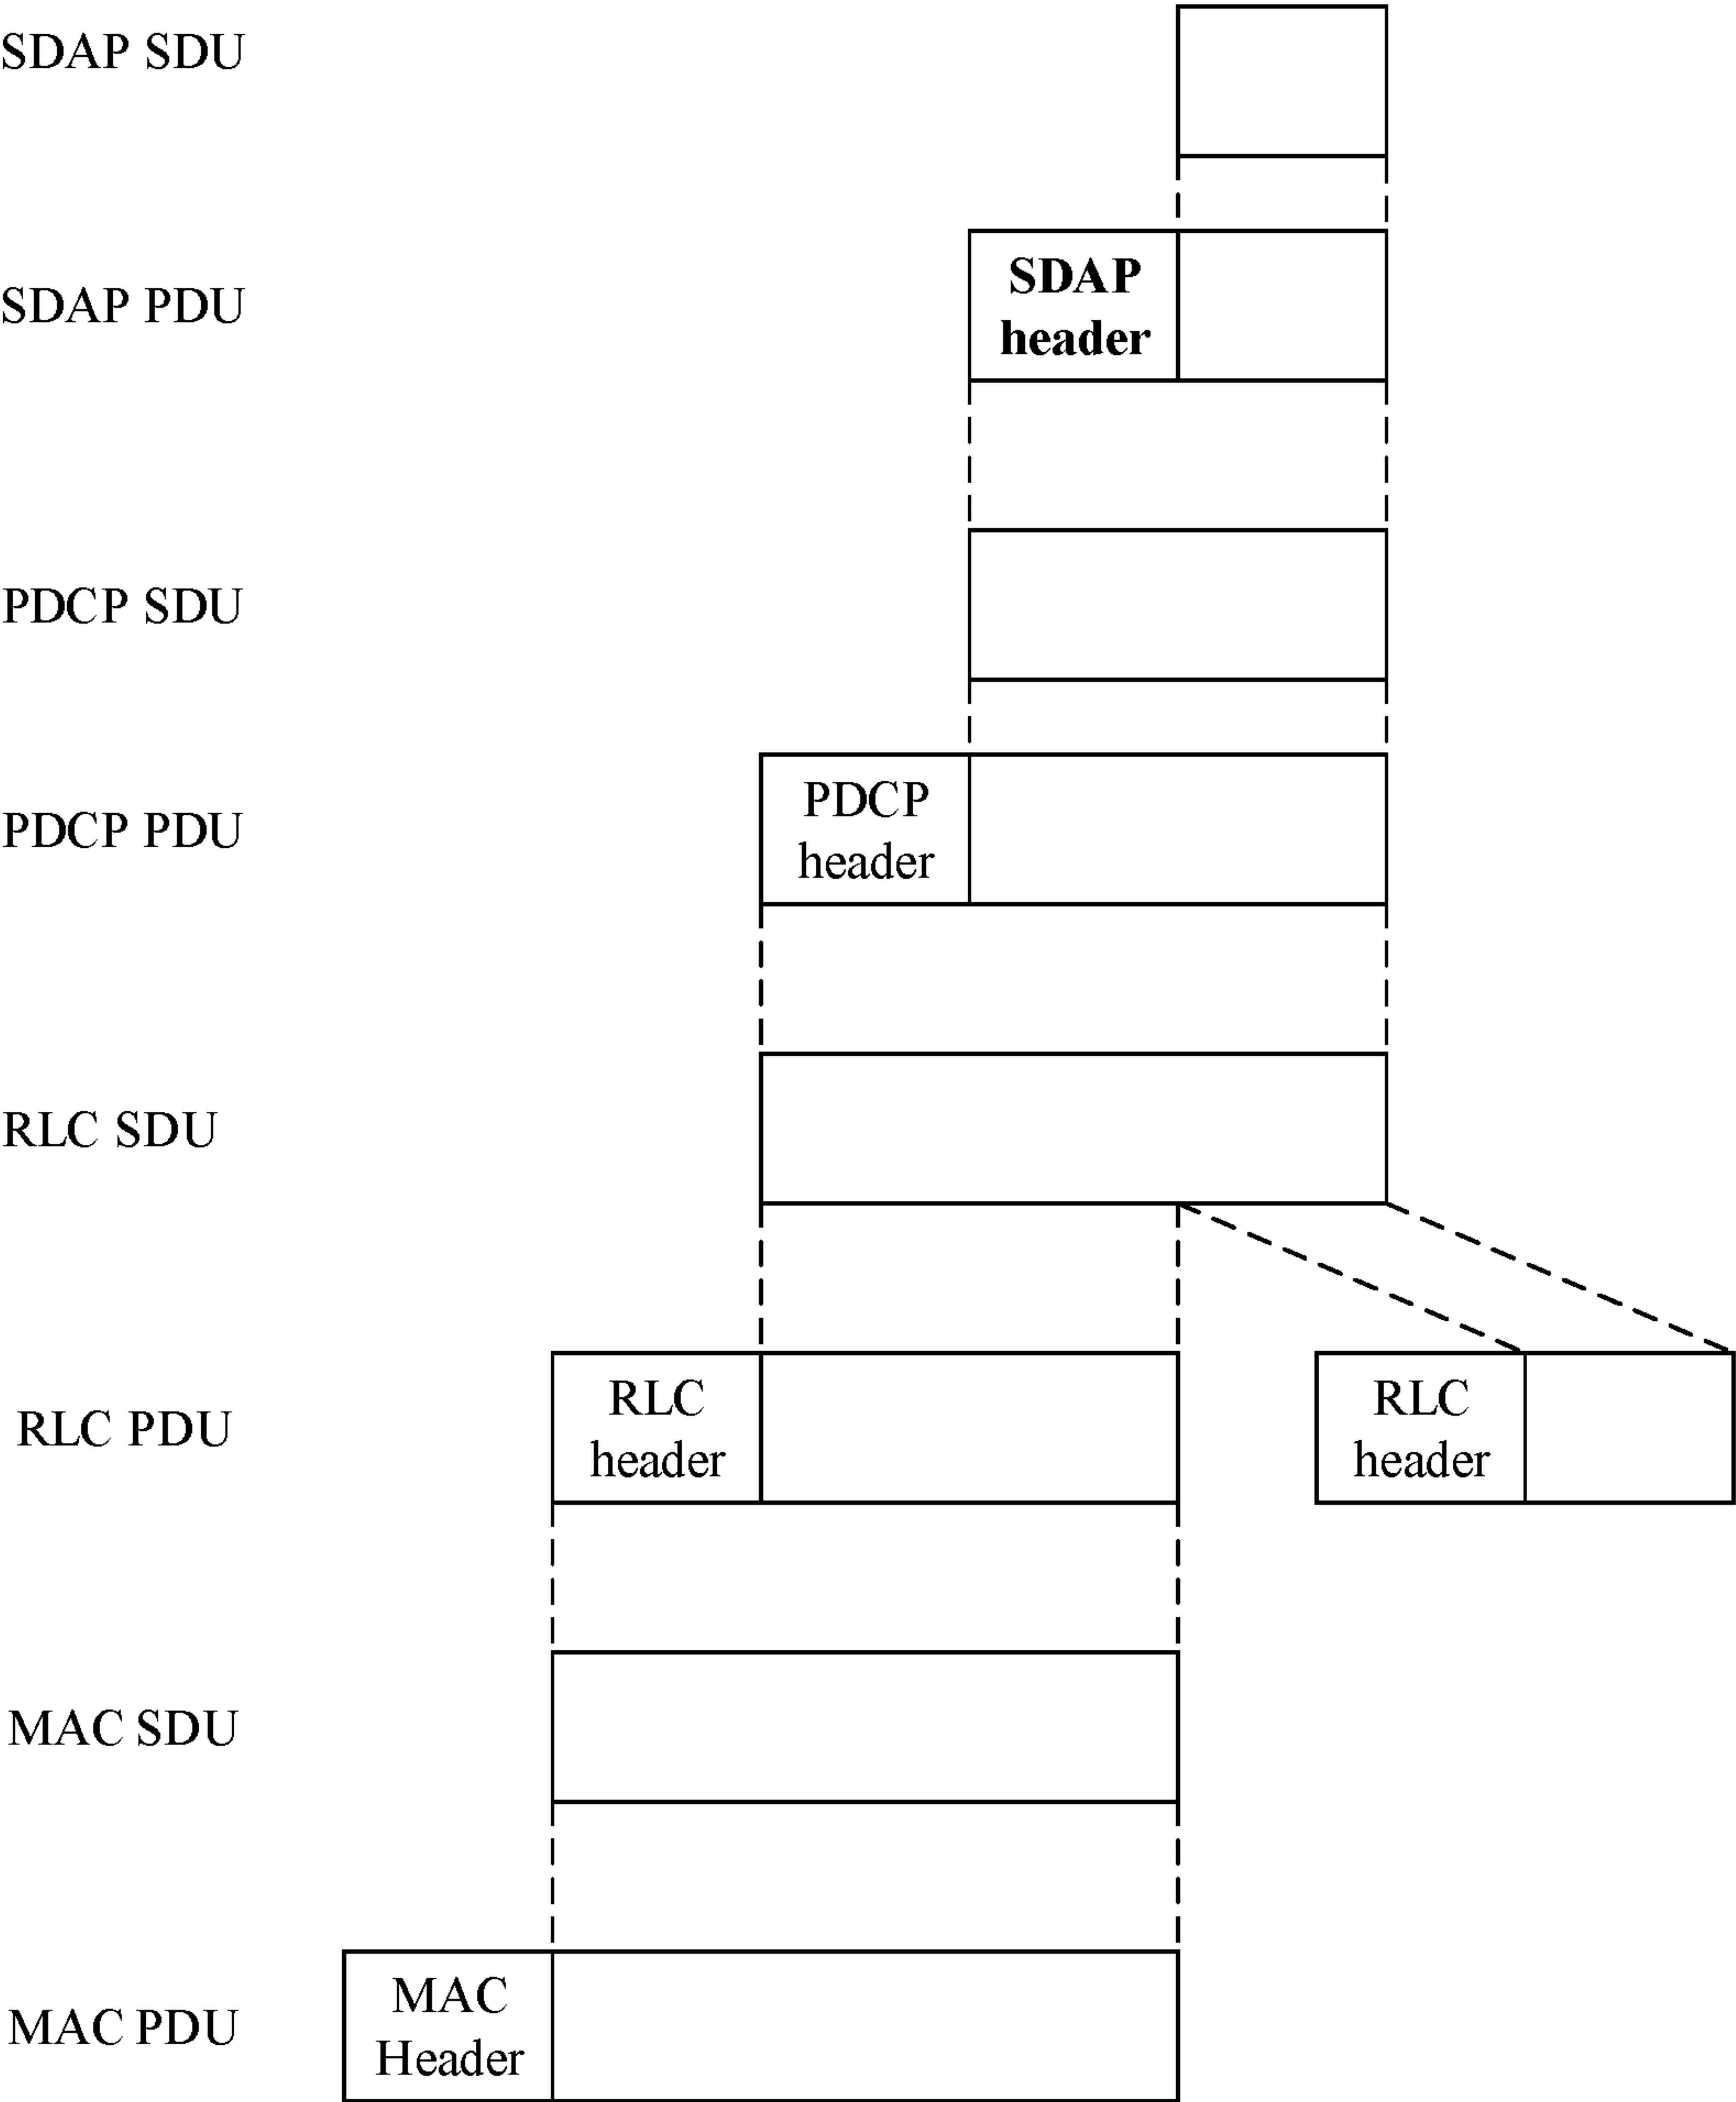 SDAP SDU
SDAP PDU
SDAP
header
PDCP SDU
PDCP PDU
PDCP
header
RLC SDU
RLC PDU
RLC
header
RLC
header
MAC SDU
MAC PDU
MAC
Header